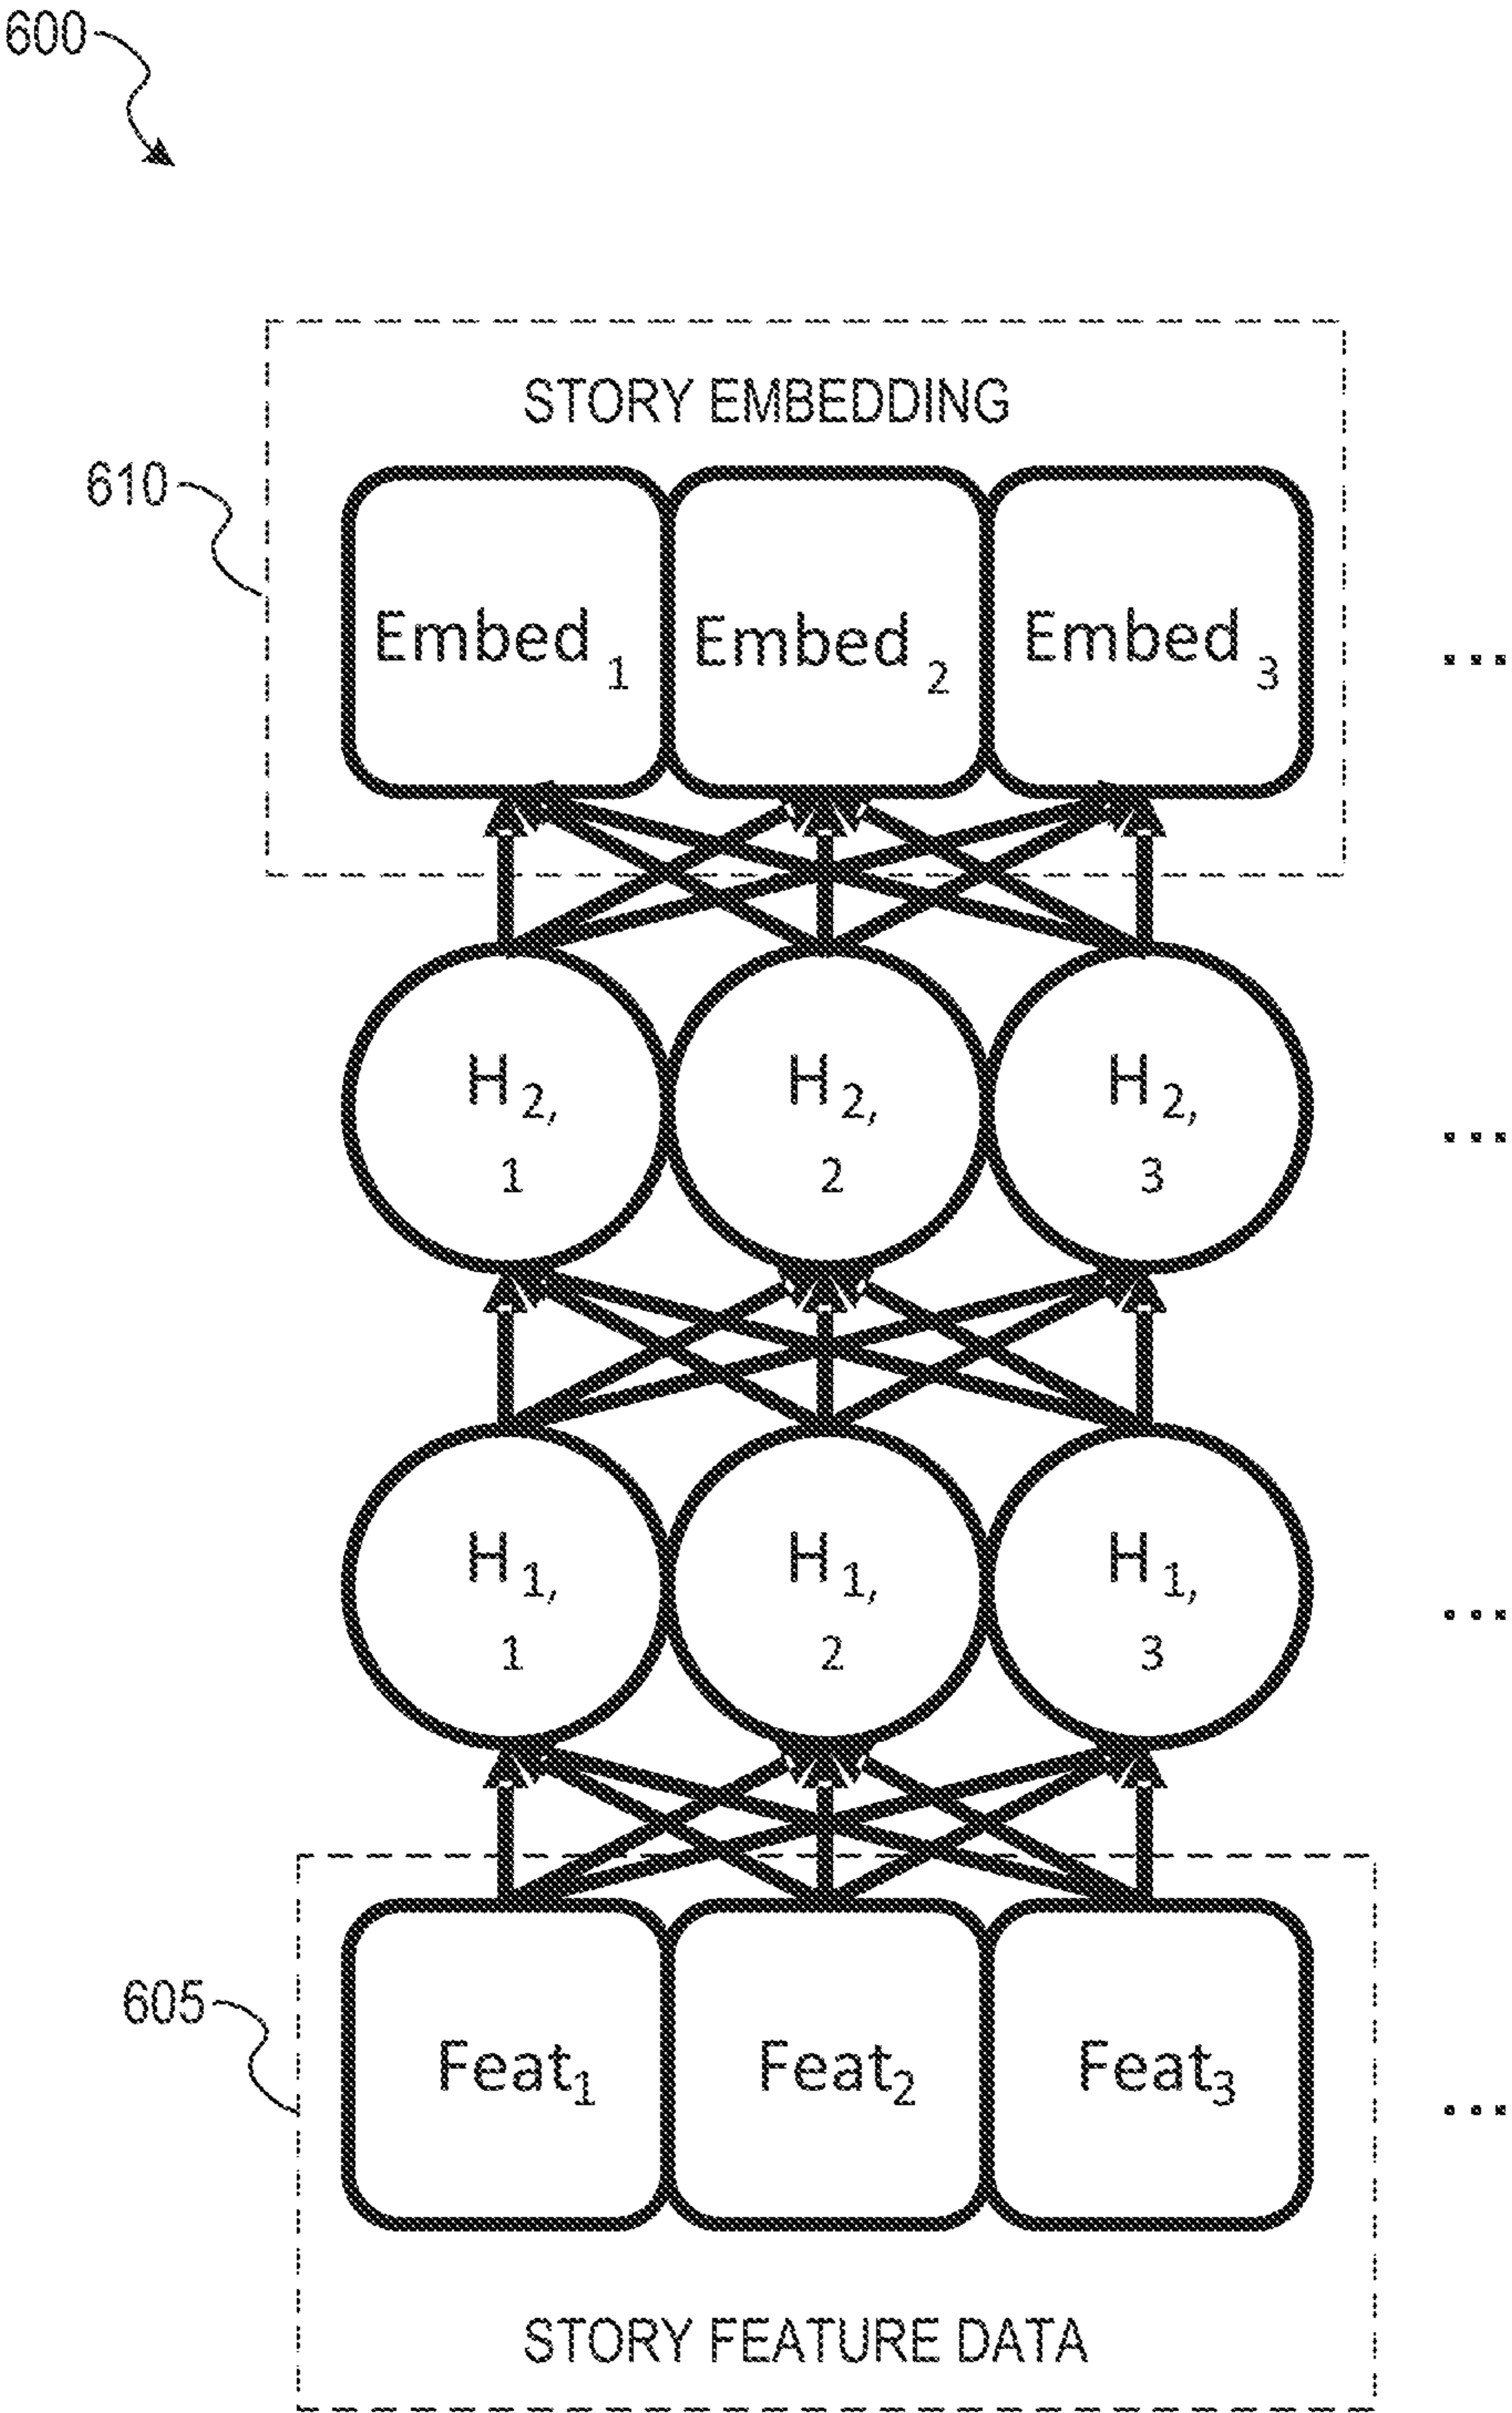 600
STORY EMBEDDING
610
Embed 1 Embed 2 Embed 3 ...
H 2, 1 H 2, 2 H 2, 3 ...
H 1, 1 H 1, 2 H 1, 3 ...
605
Feat1 Feat2 Feat3 ...
STORY FEATURE DATA